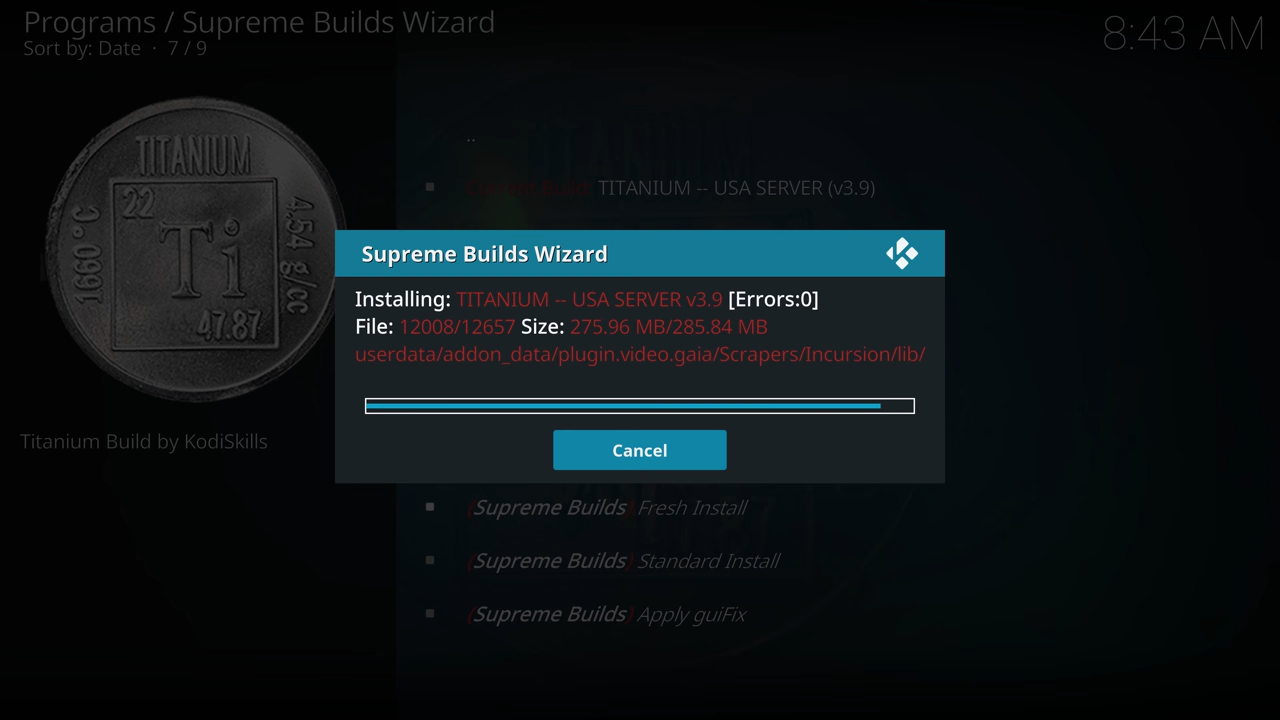 Programs / Supreme Builds Wizard
Sort by: Date · 7 / 9
8:43 AM
TITANIUM
22
Ti
47.87
1660 °C
4.54 g/cc
Titanium Build by KodiSkills
..
TITANIUM -- USA SERVER (v3.9)
Supreme Builds Wizard
Installing: TITANIUM -- USA SERVER v3.9 [Errors:0]
File: 12008/12657 Size: 275.96 MB/285.84 MB
userdata/addon_data/plugin.video.gaia/Scrapers/Incursion/lib/
Cancel
(Supreme Builds) Fresh Install
(Supreme Builds) Standard Install
(Supreme Builds) Apply guiFix